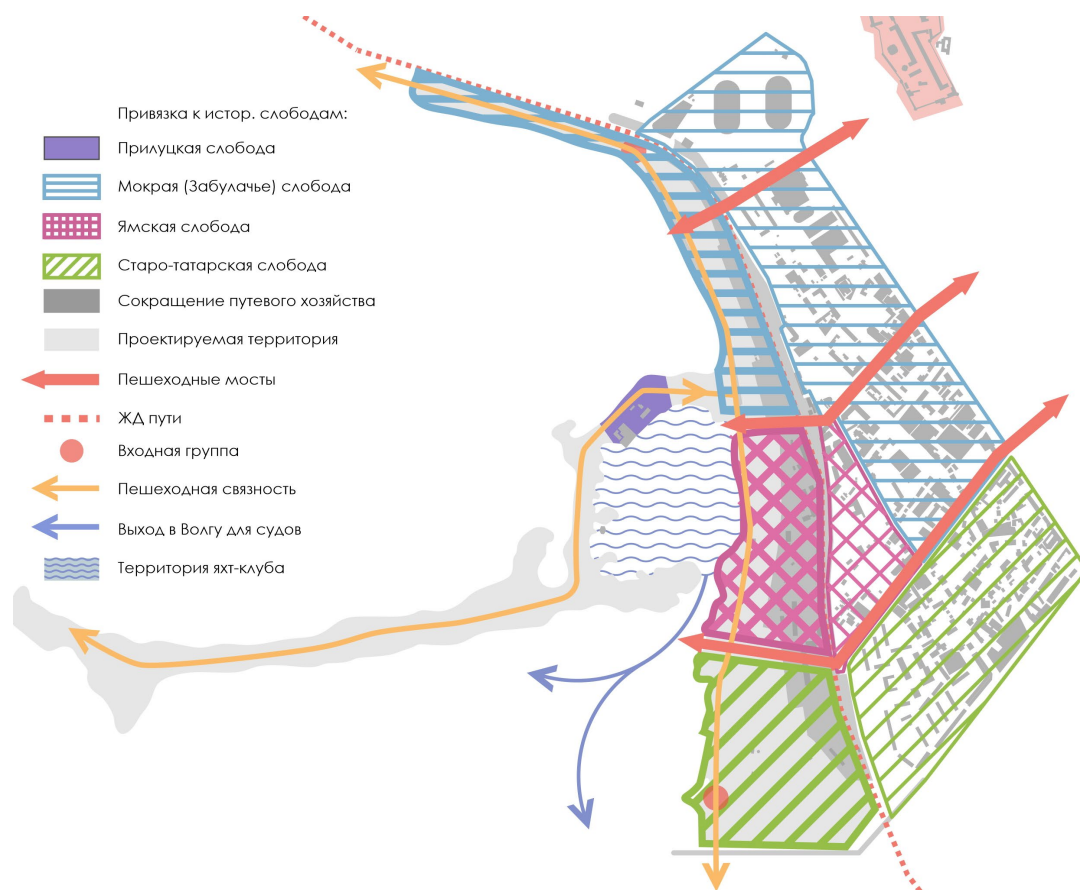 Привязка к истор. слободам:
Прилуцкая слобода
Мокрая (Забулачье) слобода
Ямская слобода
Старо-татарская слобода
Сокращение путевого хозяйства
Проектируемая территория
Пешеходные мосты
ЖД пути
Входная группа
Пешеходная связность
Выход в Волгу для судов
Территория яхт-клуба